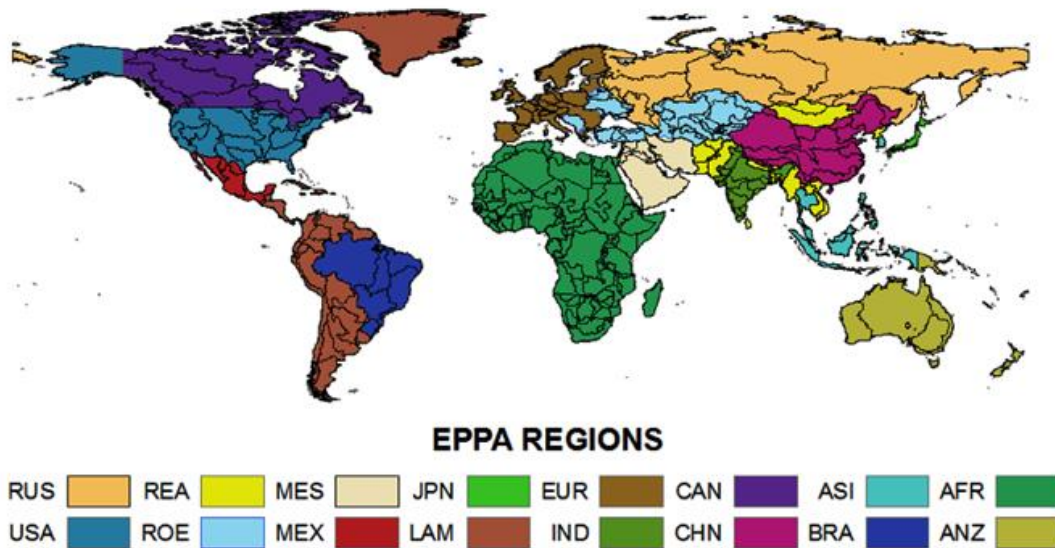 EPPA REGIONS
RUS REA MES JPN EUR CAN ASI AFR
USA ROE MEX LAM IND CHN BRA ANZ